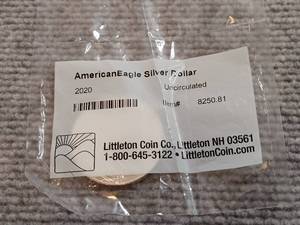 AmericanEagle Silver Dollar
2020 Uncirculated
Item# 8250.81
Littleton Coin Co., Littleton NH 03561
1-800-645-3122 • LittletonCoin.com